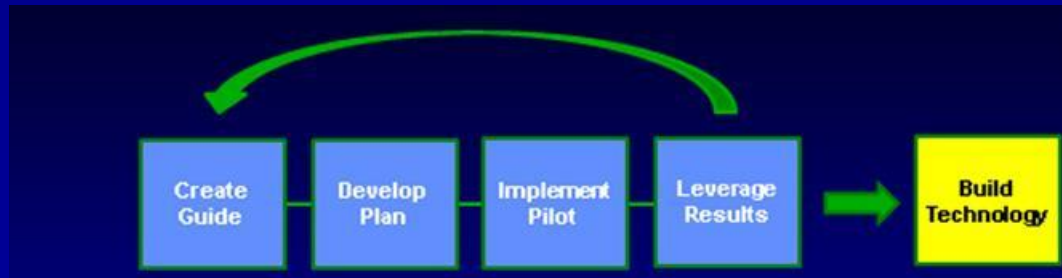 Create
Guide
Develop
Plan
Implement
Pilot
Leverage
Results
Build
Technology